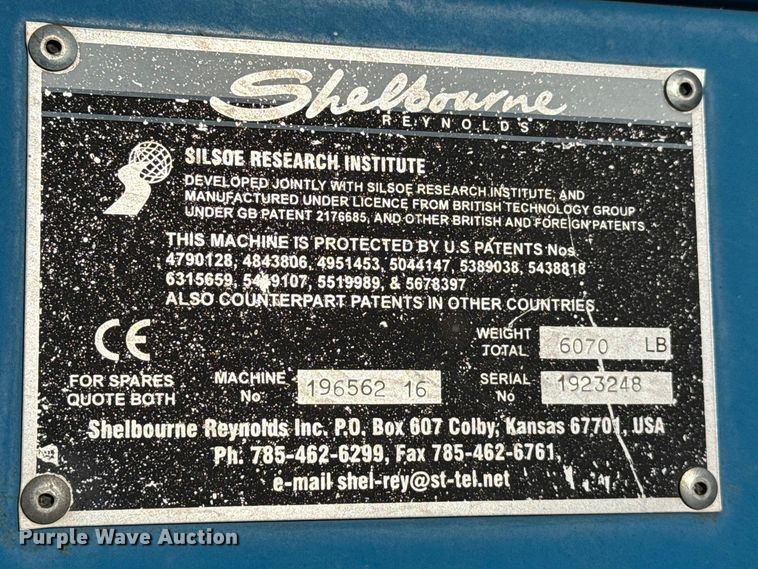 Shelbourne
REYNOLDS
SILSOE RESEARCH INSTITUTE
DEVELOPED JOINTLY WITH SILSOE RESEARCH INSTITUTE, AND
MANUFACTURED UNDER LICENCE FROM BRITISH TECHNOLOGY GROUP
UNDER GB PATENT 2176685, AND OTHER BRITISH AND FOREIGN PATENTS
THIS MACHINE IS PROTECTED BY U.S PATENTS Nos.
4790128, 4843806, 4951453, 5044147, 5389038, 5438818
6315659, 5519989, & 5678397
ALSO COUNTERPART PATENTS IN OTHER COUNTRIES
CE
WEIGHT TOTAL 6070 LB
FOR SPARES QUOTE BOTH
MACHINE No 196562 16
SERIAL No 1923248
Shelbourne Reynolds Inc. P.O. Box 607 Colby, Kansas 67701, USA
Ph: 785-462-6299, Fax 785-462-6761,
e-mail shel-rey@st-tel.net
Purple Wave Auction